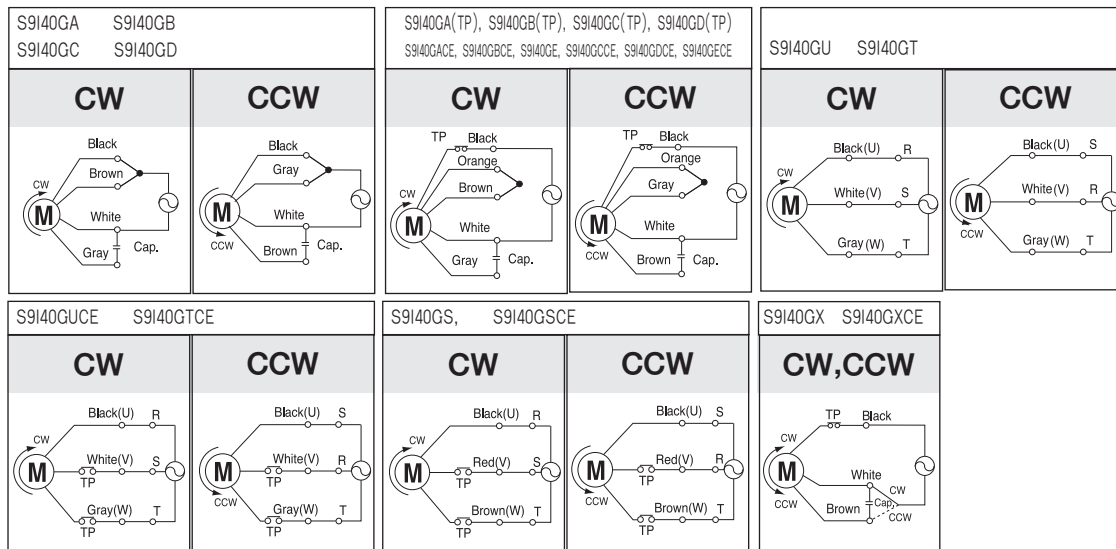 S9I40GA S9I40GB
S9I40GC S9I40GD
CW CCW
Black
Brown
CW
M
White
Gray
Cap.
Black
Gray
M
White
CCW
Brown
Cap.
S9I40GA(TP), S9I40GB(TP), S9I40GC(TP), S9I40GD(TP)
S9I40GACE, S9I40GBCE, S9I40GE, S9I40GCCE, S9I40GDCE, S9I40GECE
CW CCW
TP Black
Orange
CW
Brown
M
White
Gray
Cap.
TP Black
Orange
Gray
M
White
CCW
Brown
Cap.
S9I40GU S9I40GT
CW CCW
Black(U) R
CW
White(V) S
M
Gray(W) T
Black(U) S
White(V) R
M
CCW
Gray(W) T
S9I40GUCE S9I40GTCE
CW CCW
Black(U) R
CW
White(V) S
M
TP
Gray(W) T
TP
Black(U) S
White(V) R
M
TP
CCW
Gray(W) T
TP
S9I40GS, S9I40GSCE
CW CCW
Black(U) R
CW
Red(V) S
M
TP
Brown(W) T
TP
Black(U) S
Red(V) R
M
TP
CCW
Brown(W) T
TP
S9I40GX S9I40GXCE
CW,CCW
TP Black
CW
M
White
CW
CCW
Cap.
Brown
CCW